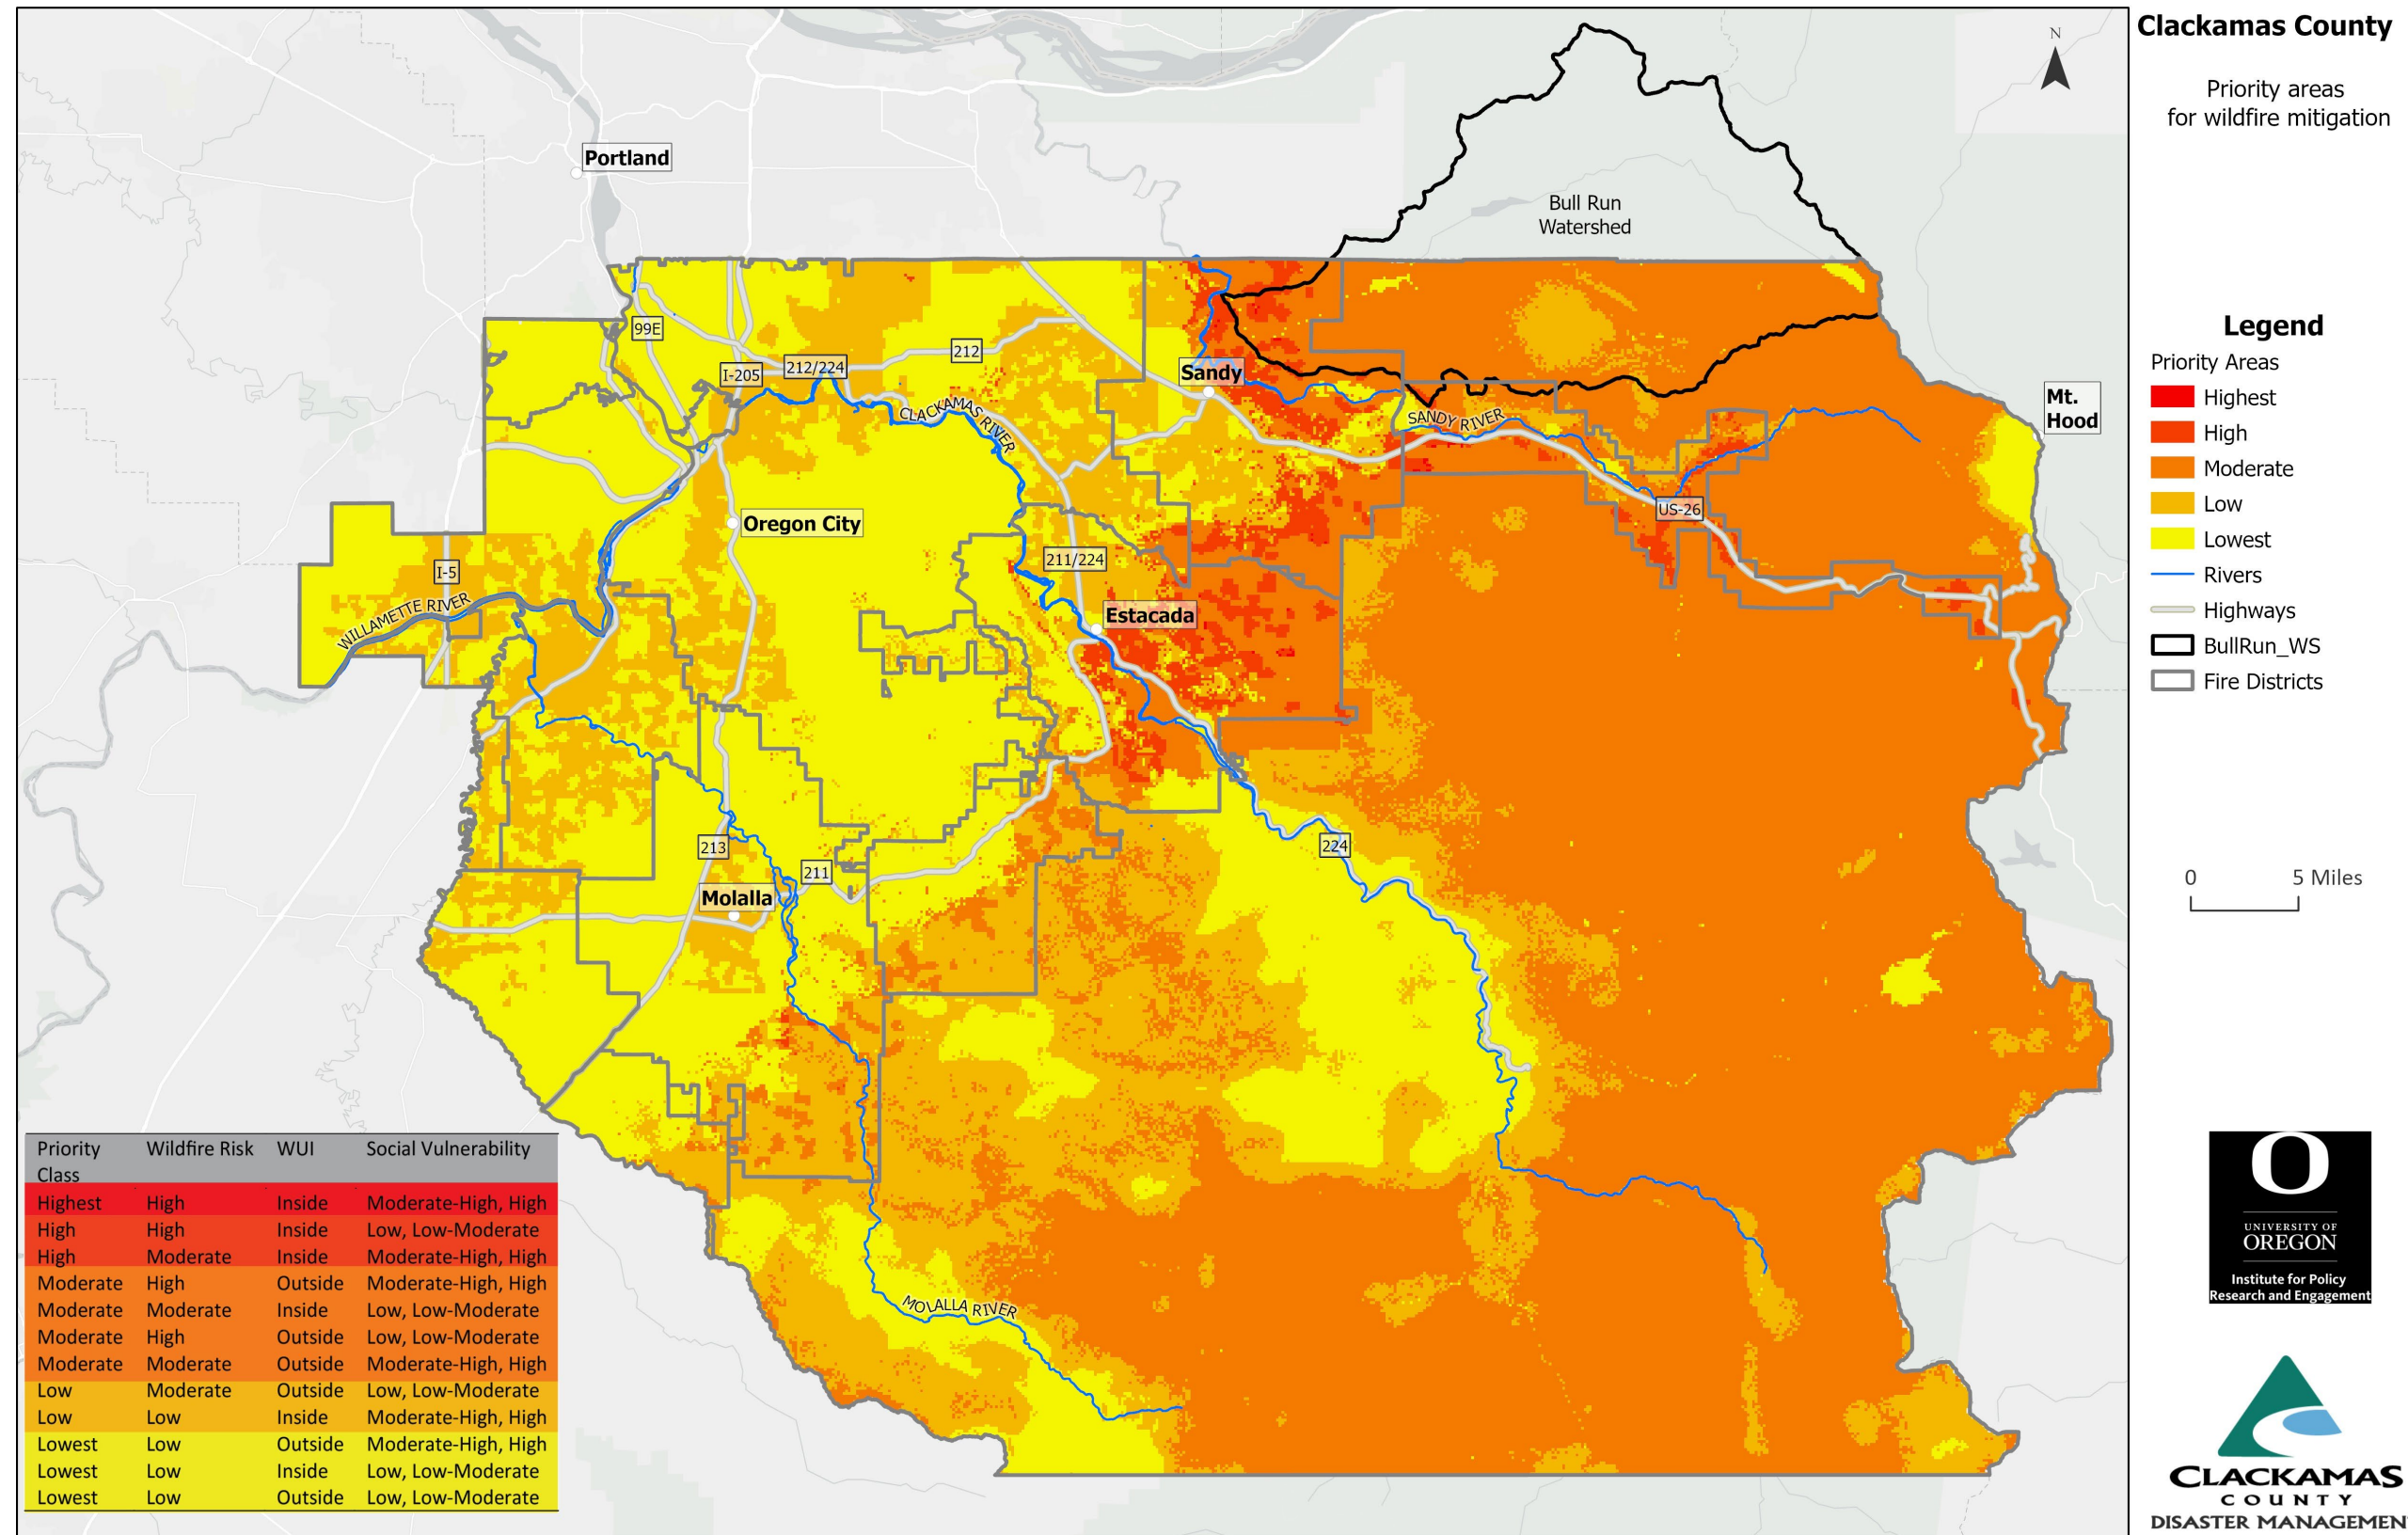 Clackamas County
Priority areas
for wildfire mitigation
N
Portland
Bull Run
Watershed
99E
I-205
212/224
212
Sandy
CLACKAMAS RIVER
SANDY RIVER
Mt.
Hood
US-26
Oregon City
I-5
211/224
WILLAMETTE RIVER
Estacada
213
211
224
Molalla
MOLALLA RIVER
Legend
Priority Areas
Highest
High
Moderate
Low
Lowest
Rivers
Highways
BullRun_WS
Fire Districts
0 5 Miles
Priority Class Wildfire Risk WUI Social Vulnerability
Highest High Inside Moderate-High, High
High High Inside Low, Low-Moderate
High Moderate Inside Moderate-High, High
Moderate High Outside Moderate-High, High
Moderate Moderate Inside Low, Low-Moderate
Moderate High Outside Low, Low-Moderate
Moderate Moderate Outside Moderate-High, High
Low Moderate Outside Low, Low-Moderate
Low Low Inside Moderate-High, High
Lowest Low Outside Moderate-High, High
Lowest Low Inside Low, Low-Moderate
Lowest Low Outside Low, Low-Moderate
O
UNIVERSITY OF
OREGON
Institute for Policy
Research and Engagement
CLACKAMAS
COUNTY
DISASTER MANAGEMEN